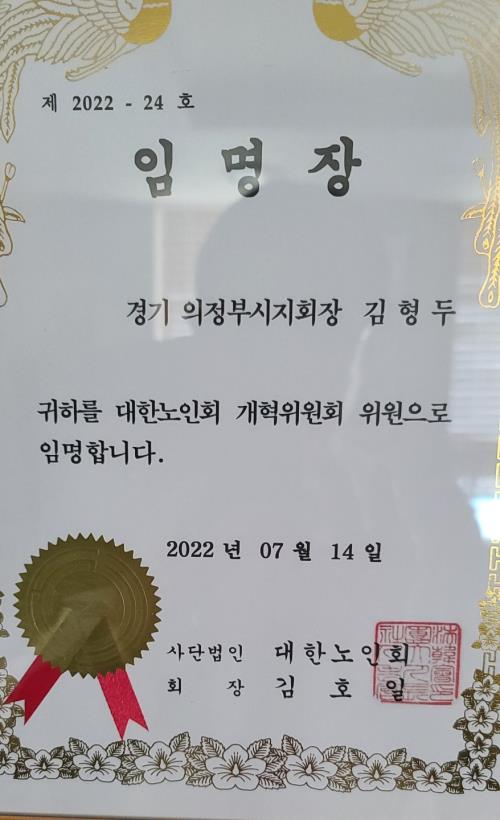 제 2022 - 24 호
임 명 장
경기 의정부시지회장 김 형 두
귀하를 대한노인회 개혁위원회 위원으로
임명합니다.
2022 년 07 월 14 일
사단법인 대한노인회
회 장 김 호 일